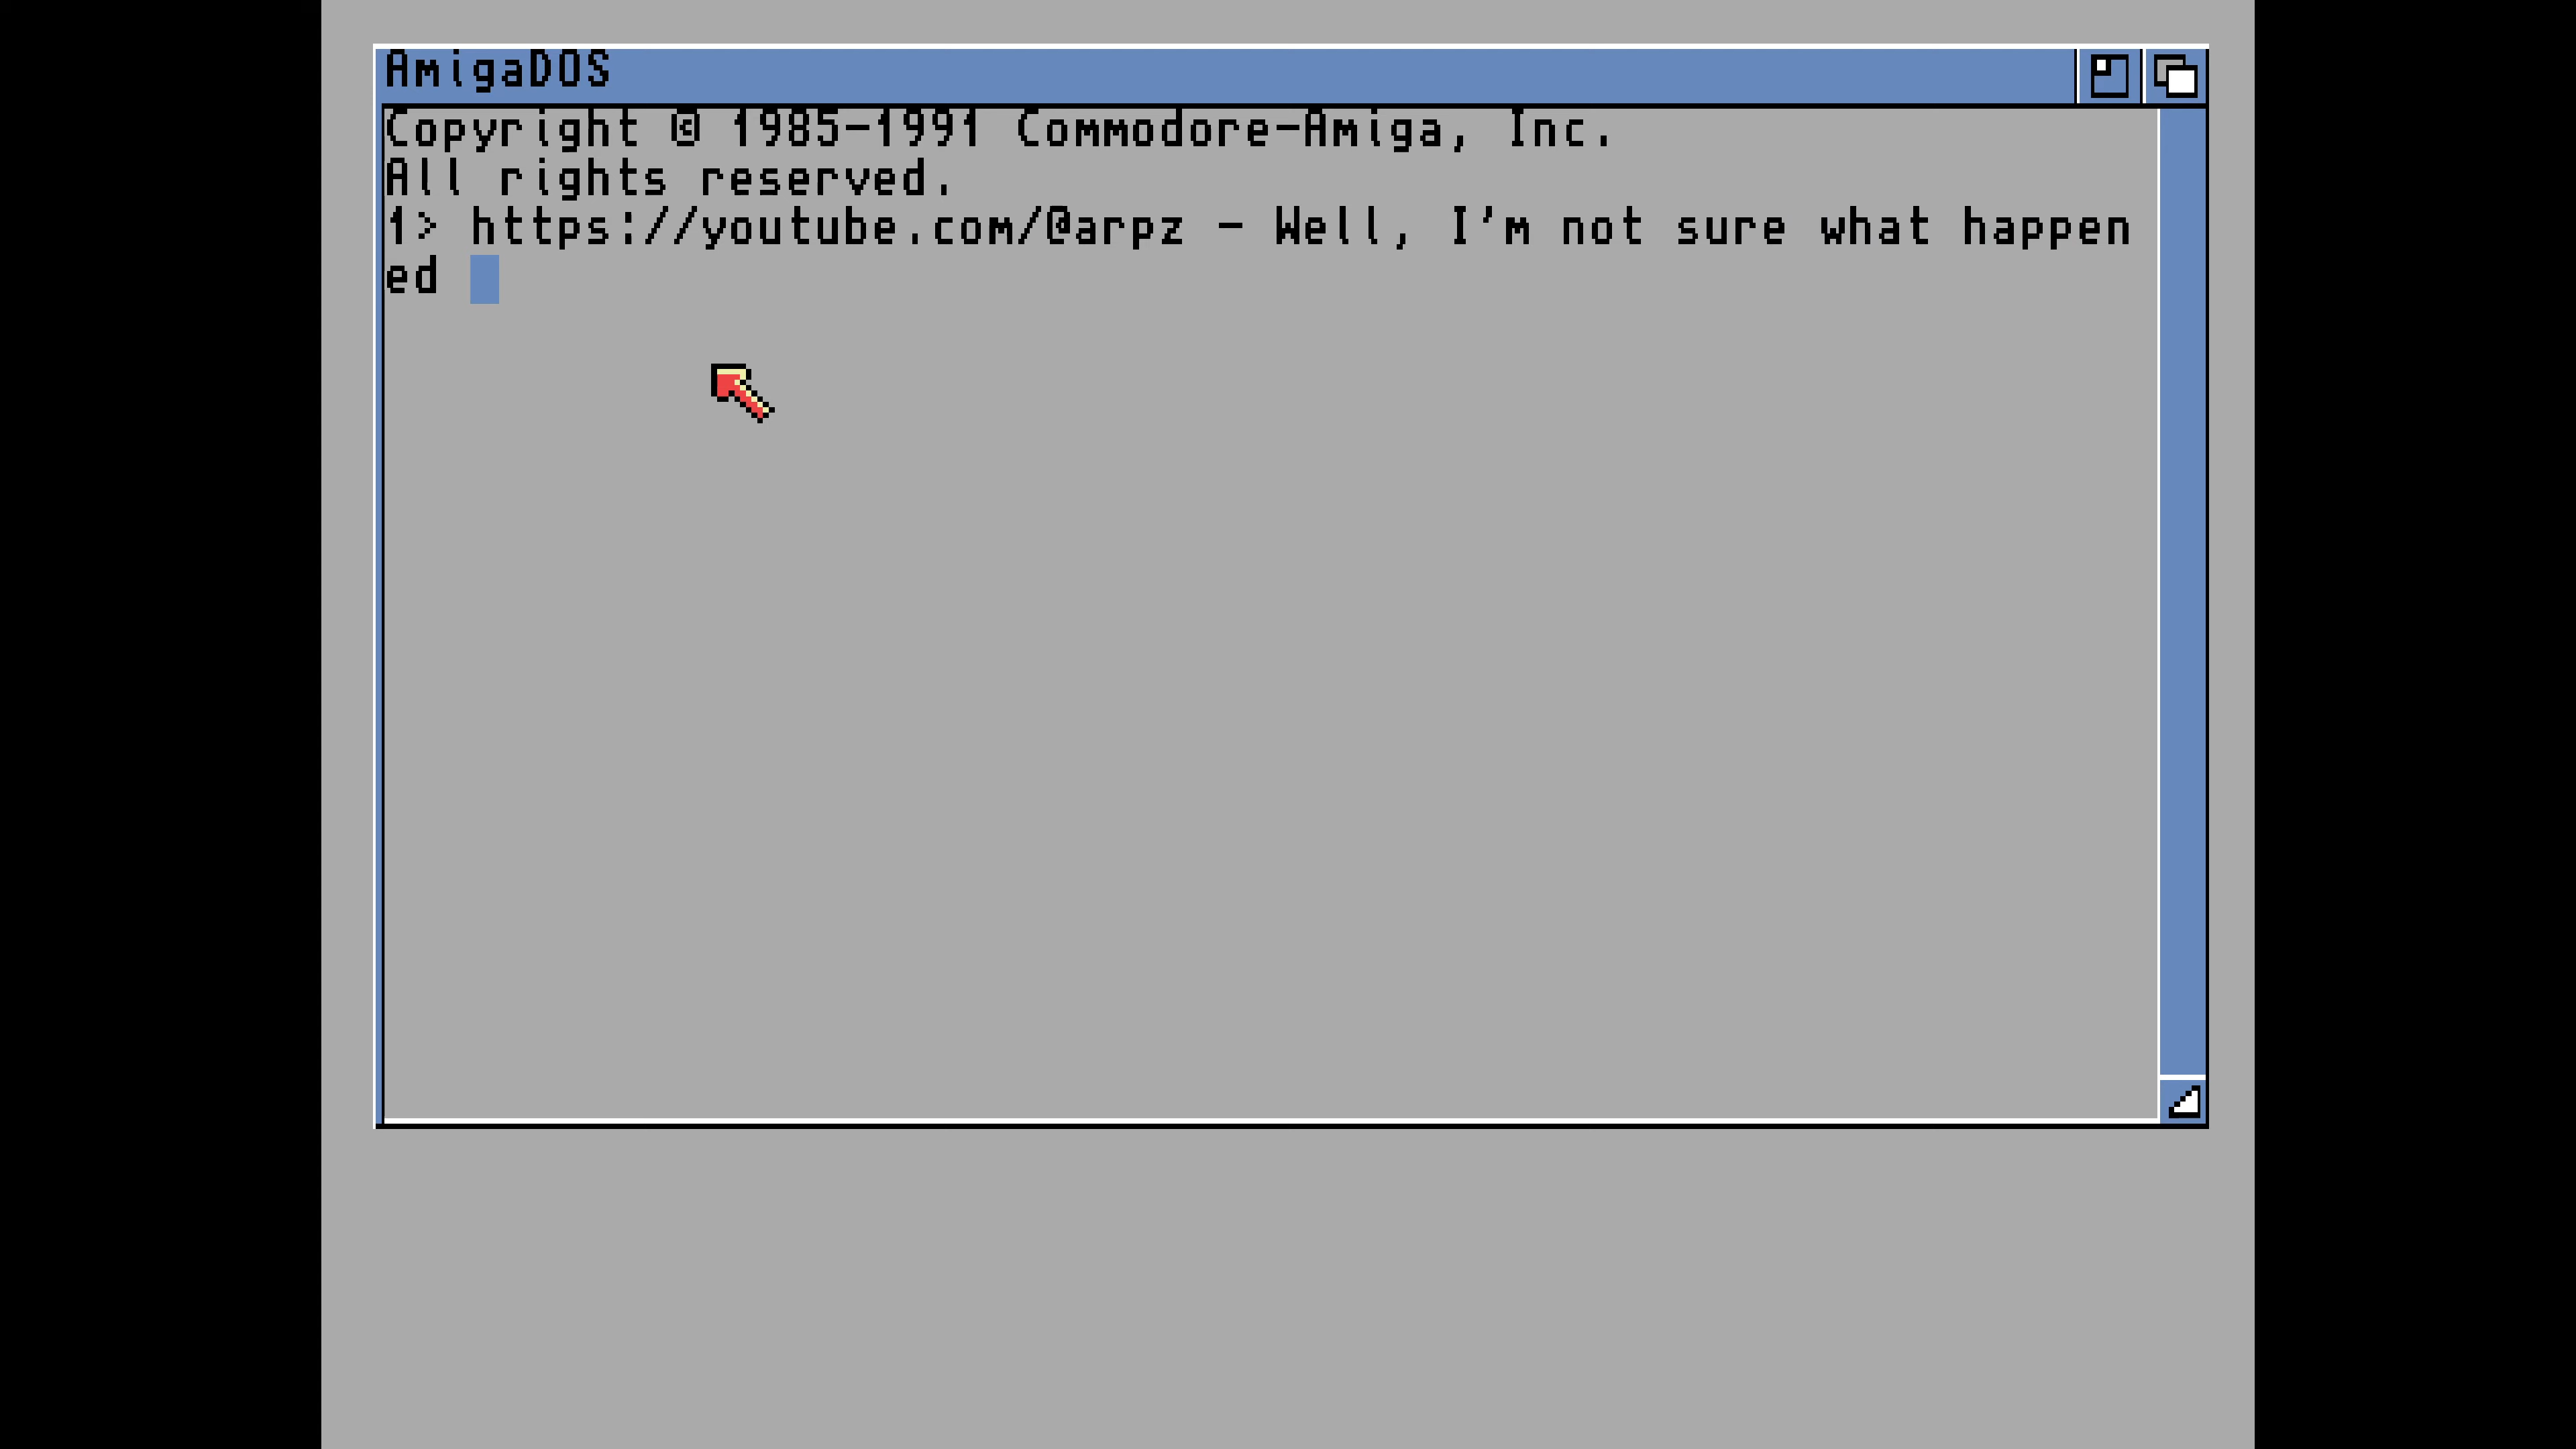 AmigaDOS
Copyright © 1985-1991 Commodore-Amiga, Inc.
All rights reserved.
1> https://youtube.com/@arpz - Well, I'm not sure what happen
ed